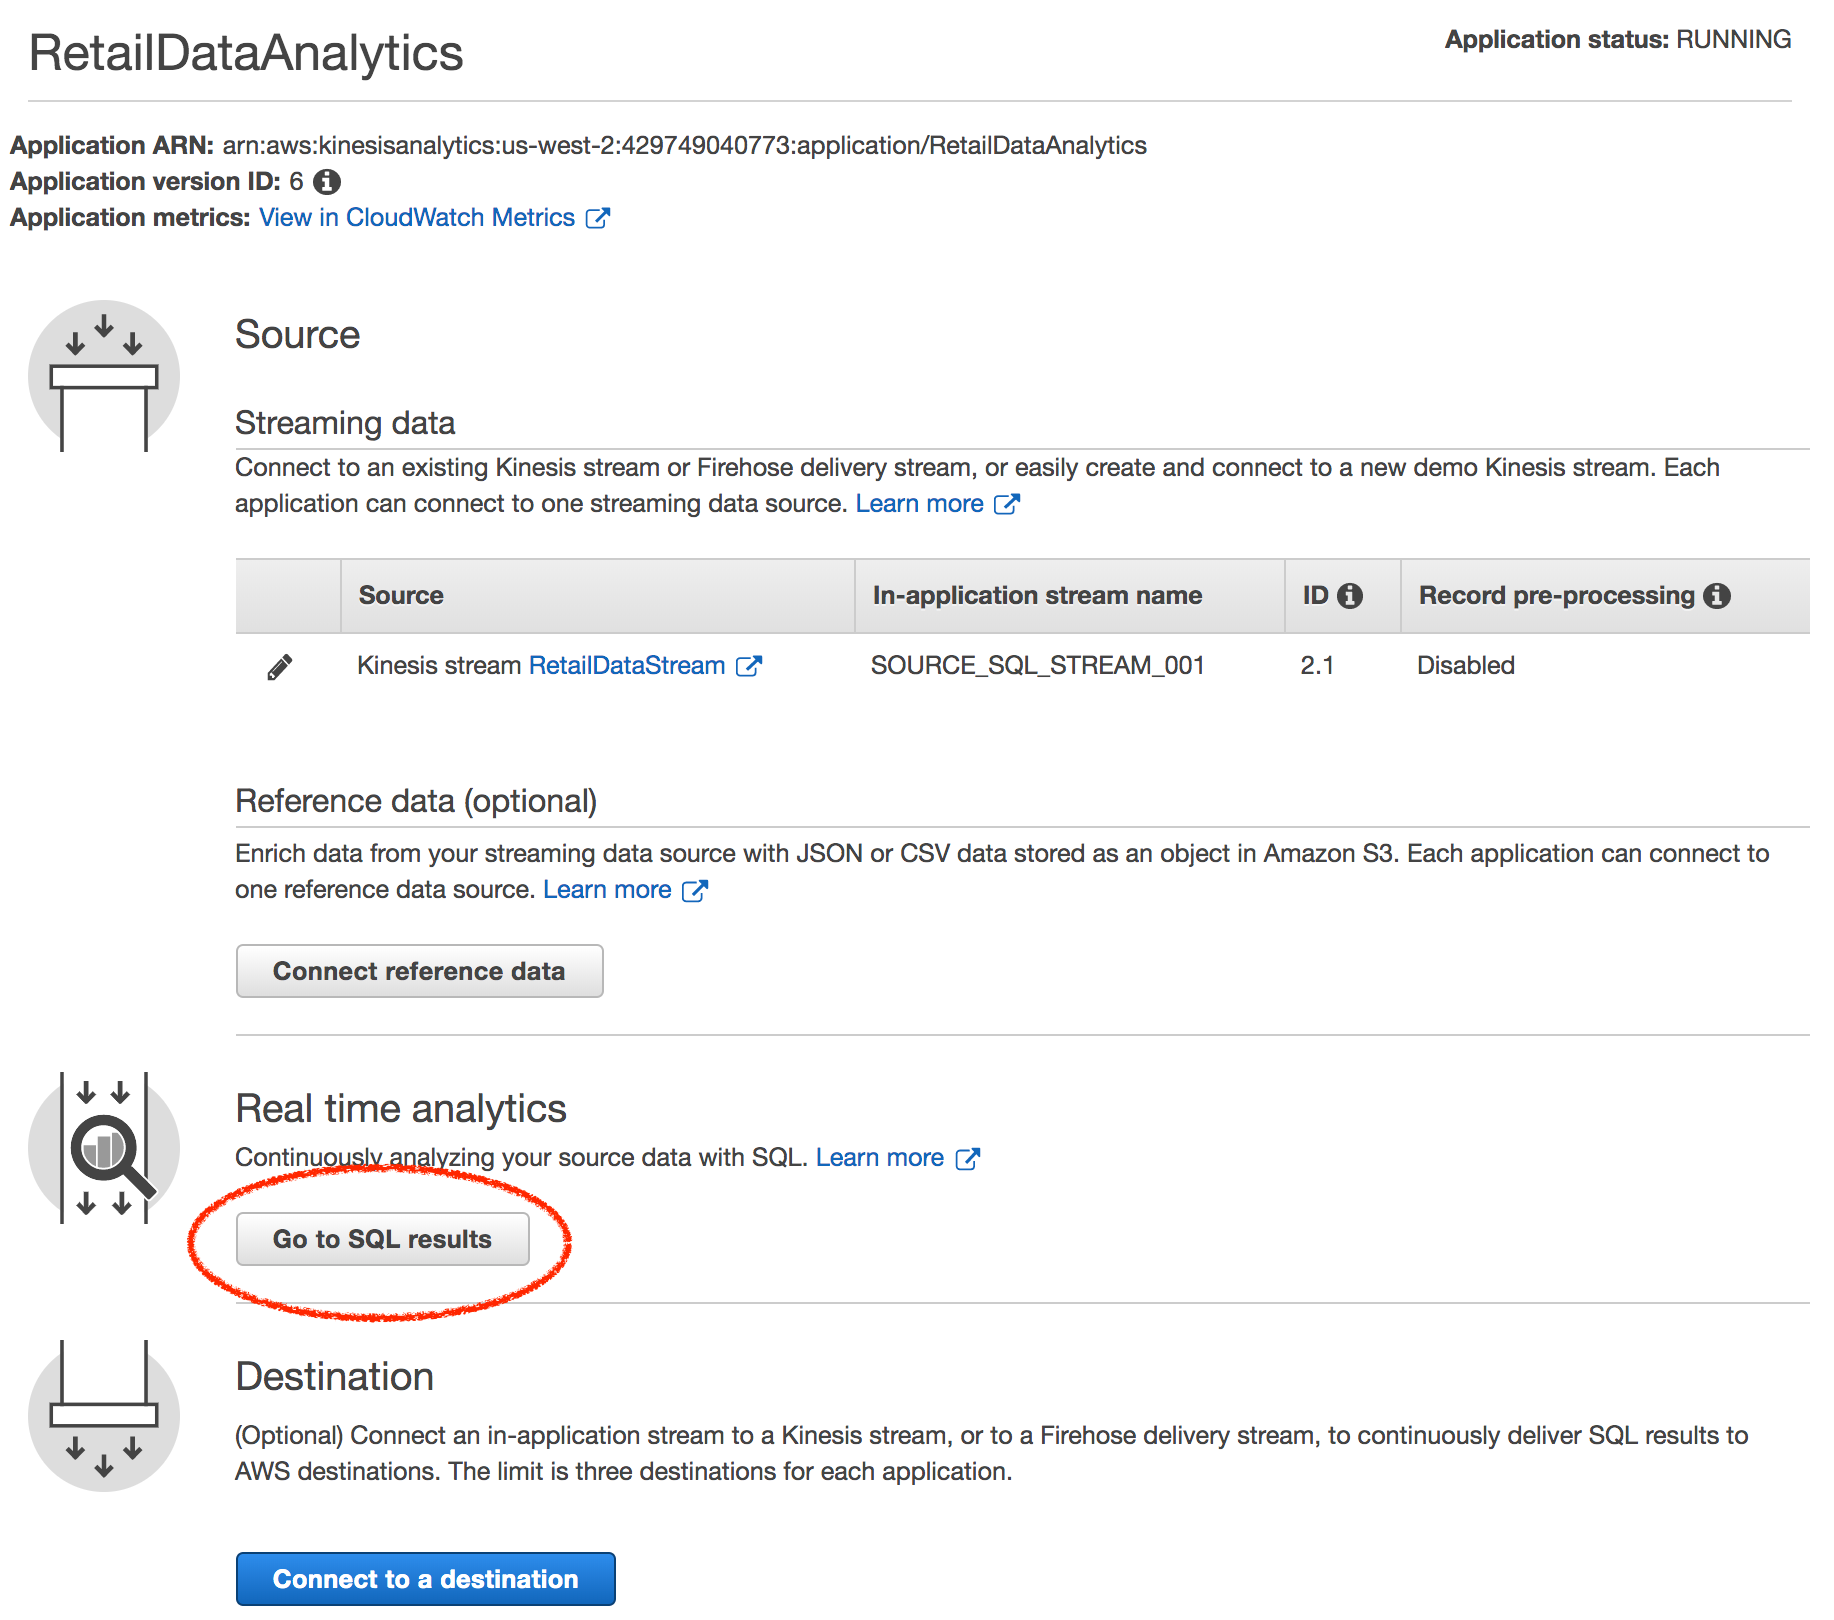 RetailDataAnalytics
Application status: RUNNING
Application ARN: arn:aws:kinesisanalytics:us-west-2:429749040773:application/RetailDataAnalytics
Application version ID: 6
Application metrics: View in CloudWatch Metrics
Source
Streaming data
Connect to an existing Kinesis stream or Firehose delivery stream, or easily create and connect to a new demo Kinesis stream. Each
application can connect to one streaming data source. Learn more
Source In-application stream name ID Record pre-processing
Kinesis stream RetailDataStream SOURCE_SQL_STREAM_001 2.1 Disabled
Reference data (optional)
Enrich data from your streaming data source with JSON or CSV data stored as an object in Amazon S3. Each application can connect to
one reference data source. Learn more
Connect reference data
Real time analytics
Continuously analyzing your source data with SQL. Learn more
Go to SQL results
Destination
(Optional) Connect an in-application stream to a Kinesis stream, or to a Firehose delivery stream, to continuously deliver SQL results to
AWS destinations. The limit is three destinations for each application.
Connect to a destination